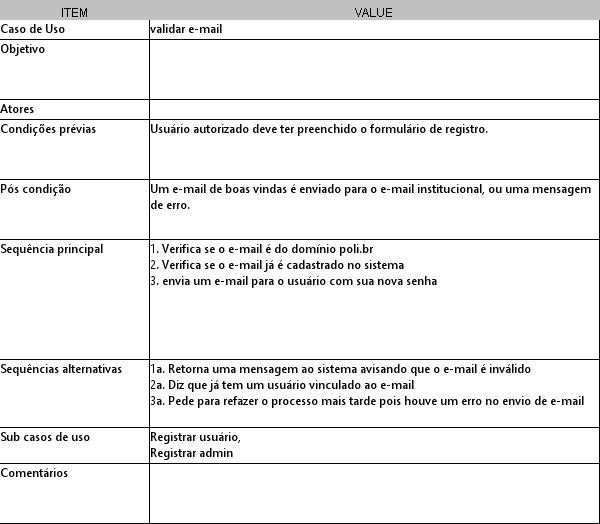 ITEM VALUE
Caso de Uso validar e-mail
Objetivo
Atores
Condições prévias Usuário autorizado deve ter preenchido o formulário de registro.
Pós condição Um e-mail de boas vindas é enviado para o e-mail institucional, ou uma mensagem
de erro.
Sequência principal 1. Verifica se o e-mail é do domínio poli.br
2. Verifica se o e-mail já é cadastrado no sistema
3. envia um e-mail para o usuário com sua nova senha
Sequências alternativas 1a. Retorna uma mensagem ao sistema avisando que o e-mail é inválido
2a. Diz que já tem um usuário vinculado ao e-mail
3a. Pede para refazer o processo mais tarde pois houve um erro no envio de e-mail
Sub casos de uso Registrar usuário,
Registrar admin
Comentários